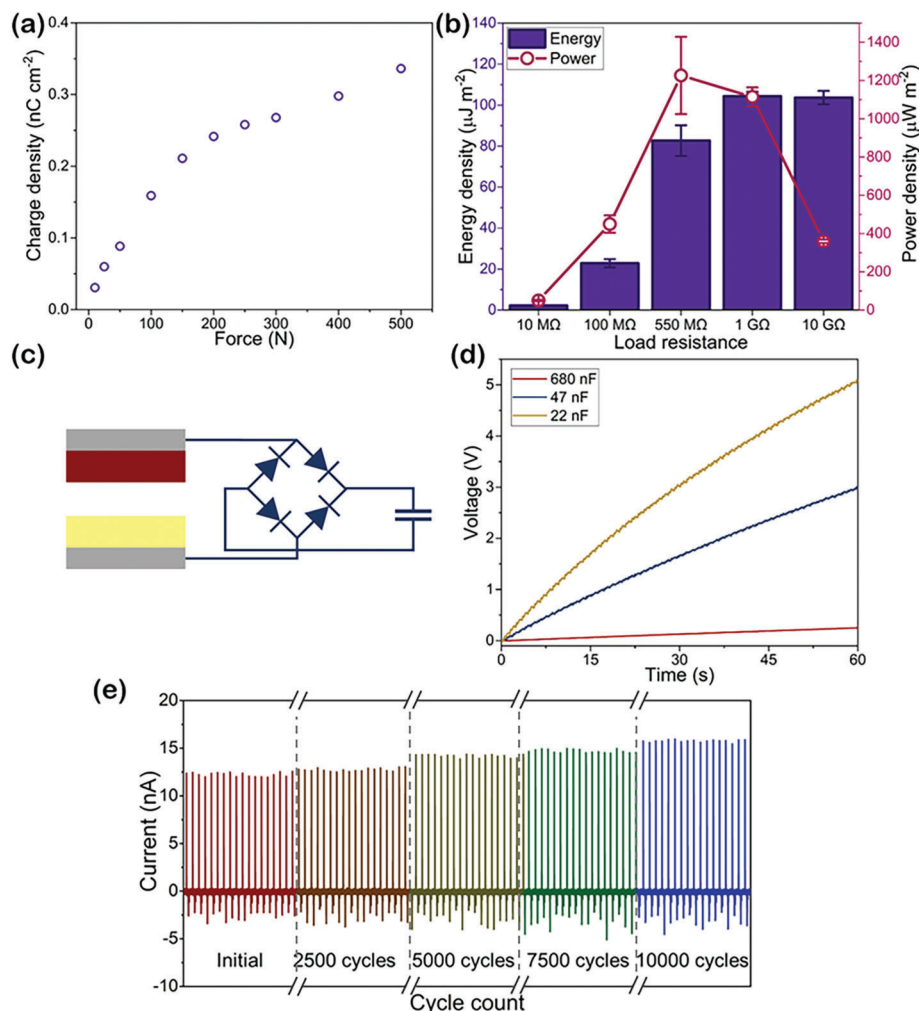 (a)
Charge density (nC cm⁻²)
0.4
0.3
0.2
0.1
0.0
0
100
200
300
400
500
Force (N)
(b)
Energy
Power
Energy density (μJ m⁻²)
140
120
100
80
60
40
20
0
1400
1200
1000
800
600
400
200
0
Power density (μW m⁻²)
10 MΩ
100 MΩ
550 MΩ
1 GΩ
10 GΩ
Load resistance
(c)
(d)
680 nF
47 nF
22 nF
Voltage (V)
5
4
3
2
1
0
0
15
30
45
60
Time (s)
(e)
Current (nA)
20
15
10
5
0
-5
-10
Initial
2500 cycles
5000 cycles
7500 cycles
10000 cycles
Cycle count